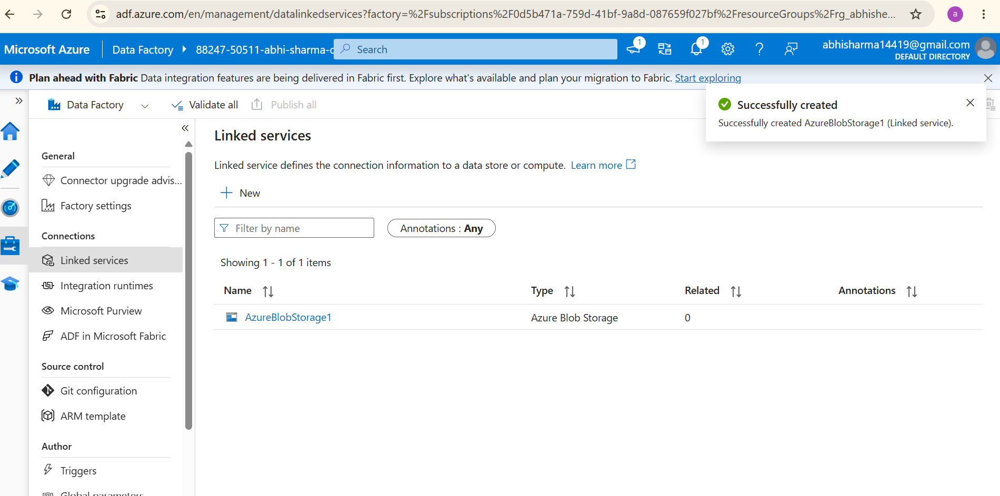 adf.azure.com/en/management/datalinkedservices?factory=%2Fsubscriptions%2F0d5b471a-759d-41bf-9a8d-087659f027bf%2FresourceGroups%2Frg_abhishe...
a
Microsoft Azure
Data Factory
88247-50511-abhi-sharma-c
Search
1
1
abhisharma14419@gmail.com
DEFAULT DIRECTORY
Plan ahead with Fabric Data integration features are being delivered in Fabric first. Explore what's available and plan your migration to Fabric. Start exploring
Data Factory
Validate all
Publish all
Successfully created
Successfully created AzureBlobStorage1 (Linked service).
General
Connector upgrade advis...
Factory settings
Connections
Linked services
Integration runtimes
Microsoft Purview
ADF in Microsoft Fabric
Source control
Git configuration
ARM template
Author
Triggers
Global parameters
Linked services
Linked service defines the connection information to a data store or compute. Learn more
New
Filter by name
Annotations : Any
Showing 1 - 1 of 1 items
Name Type Related Annotations
AzureBlobStorage1 Azure Blob Storage 0